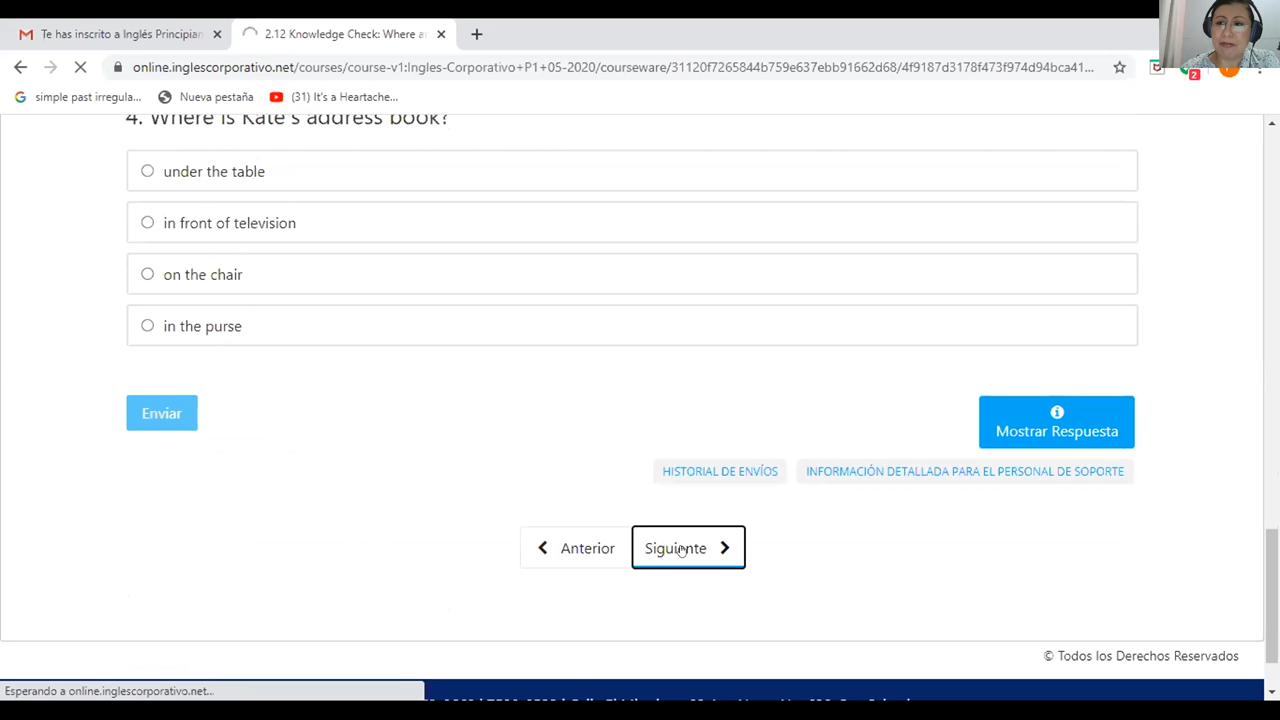 Te has inscrito a Inglés Principian
2.12 Knowledge Check: Where a
online.inglescorporativo.net/courses/course-v1:Ingles-Corporativo+P1+05-2020/courseware/31120f7265844b759e637ebb91662d68/4f9187d3178f473f974d94bca41...
2
simple past irregula...
Nueva pestaña
(31) It's a Heartache...
4. Where is Kate's address book?
under the table
in front of television
on the chair
in the purse
Enviar
Mostrar Respuesta
HISTORIAL DE ENVÍOS
INFORMACIÓN DETALLADA PARA EL PERSONAL DE SOPORTE
Anterior
Siguiente
© Todos los Derechos Reservados
Esperando a online.inglescorporativo.net...